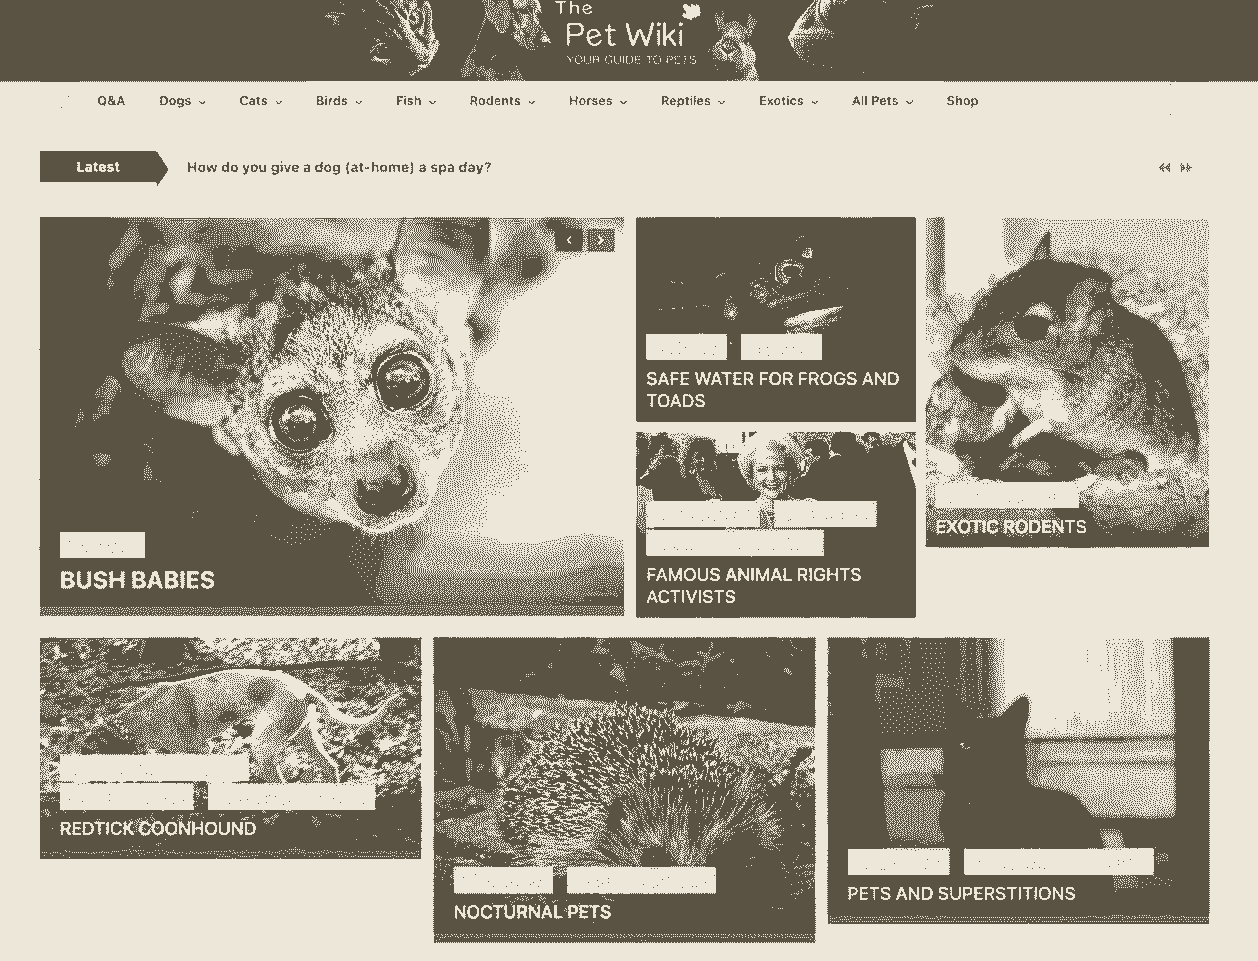 The
Pet Wiki
YOUR GUIDE TO PETS
Q&A Dogs Cats Birds Fish Rodents Horses Reptiles Exotics All Pets Shop
Latest How do you give a dog (at-home) a spa day?
BUSH BABIES
SAFE WATER FOR FROGS AND
TOADS
FAMOUS ANIMAL RIGHTS
ACTIVISTS
EXOTIC RODENTS
REDTICK COONHOUND
NOCTURNAL PETS
PETS AND SUPERSTITIONS